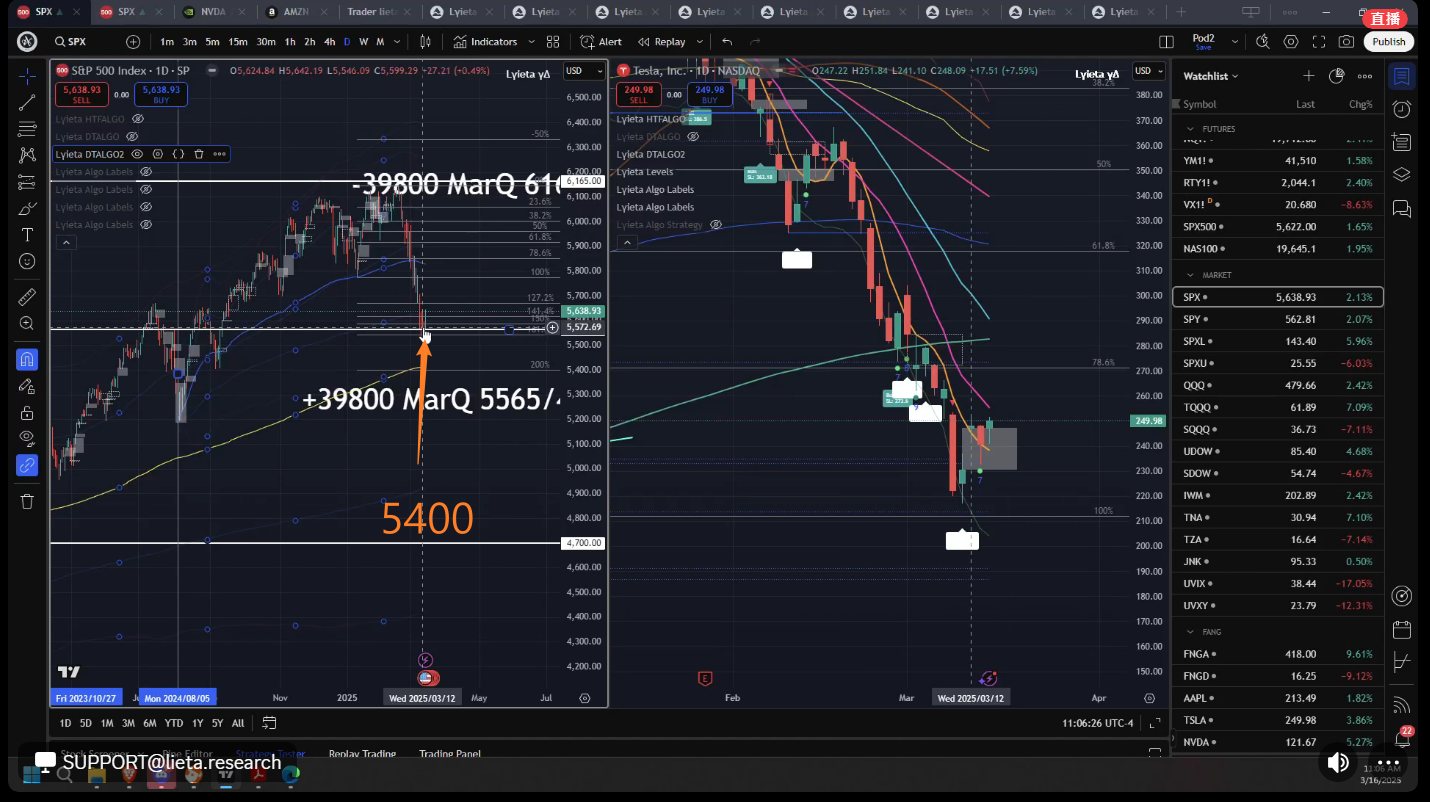 SPX
SPX
NVDA
AMZN
Trader lieta
Lyieta
Lyieta
Lyieta
Lyieta
Lyieta
Lyieta
Lyieta
Lyieta
Lyieta
直播
SPX
1m 3m 5m 15m 30m 1h 2h 4h D W M
Indicators
Alert
Replay
Pod2
Save
Publish
S&P 500 Index · 1D · SP
O5,624.84 H5,642.19 L5,546.09 C5,599.29 +27.21 (+0.49%)
Lyieta γΔ
USD
5,638.93
SELL
0.00
5,638.93
BUY
Lyieta HTFALGO
Lyieta DTALGO
Lyieta DTALGO2
Lyieta Algo Labels
Lyieta Algo Labels
Lyieta Algo Labels
Lyieta Algo Labels
-39800 MarQ 616
+39800 MarQ 5565/4
5400
-50%
23.6%
38.2%
50%
61.8%
78.6%
100%
127.2%
141.4%
150%
200%
6,500.00
6,400.00
6,300.00
6,200.00
6,165.00
6,100.00
6,000.00
5,900.00
5,800.00
5,700.00
5,638.93
5,572.69
5,500.00
5,400.00
5,300.00
5,200.00
5,100.00
5,000.00
4,900.00
4,800.00
4,700.00
4,600.00
4,500.00
4,400.00
4,300.00
4,200.00
Fri 2023/10/27
Mon 2024/08/05
Nov
2025
Wed 2025/03/12
May
Jul
Tesla, Inc. · 1D · NASDAQ
O247.22 H251.84 L241.10 C248.09 +17.51 (+7.59%)
Lyieta γΔ
USD
249.98
SELL
0.00
249.98
BUY
Lyieta HTFALGO
Lyieta DTALGO
Lyieta DTALGO2
Lyieta Levels
Lyieta Algo Labels
Lyieta Algo Labels
Lyieta Algo Strategy
38.2%
50%
61.8%
78.6%
100%
7
7
9
7
380.00
370.00
360.00
350.00
340.00
330.00
320.00
310.00
300.00
290.00
280.00
270.00
260.00
249.98
240.00
230.00
220.00
210.00
200.00
190.00
180.00
170.00
160.00
150.00
E
Feb
Mar
Wed 2025/03/12
Apr
1D 5D 1M 3M 6M YTD 1Y 5Y All
11:06:26 UTC-4
Stock Screener
Pine Editor
Strategy Tester
Replay Trading
Trading Panel
SUPPORT@lieta.research
Watchlist
Symbol Last Chg%
FUTURES
YM1! 41,510 1.58%
RTY1! 2,044.1 2.40%
VX1! D 20.680 −8.63%
SPX500 5,622.00 1.65%
NAS100 19,645.1 1.95%
MARKET
SPX 5,638.93 2.13%
SPY 562.81 2.07%
SPXL 143.40 5.96%
SPXU 25.55 −6.03%
QQQ 479.66 2.42%
TQQQ 61.89 7.09%
SQQQ 36.73 −7.11%
UDOW 85.40 4.68%
SDOW 54.74 −4.67%
IWM 202.89 2.42%
TNA 30.94 7.10%
TZA 16.64 −7.14%
JNK 95.33 0.50%
UVIX 38.44 −17.05%
UVXY 23.79 −12.31%
FANG
FNGA 418.00 9.61%
FNGD 16.25 −9.12%
AAPL 213.49 1.82%
TSLA 249.98 3.86%
NVDA 121.67 5.27%
22
11:06 AM
3/16/2025